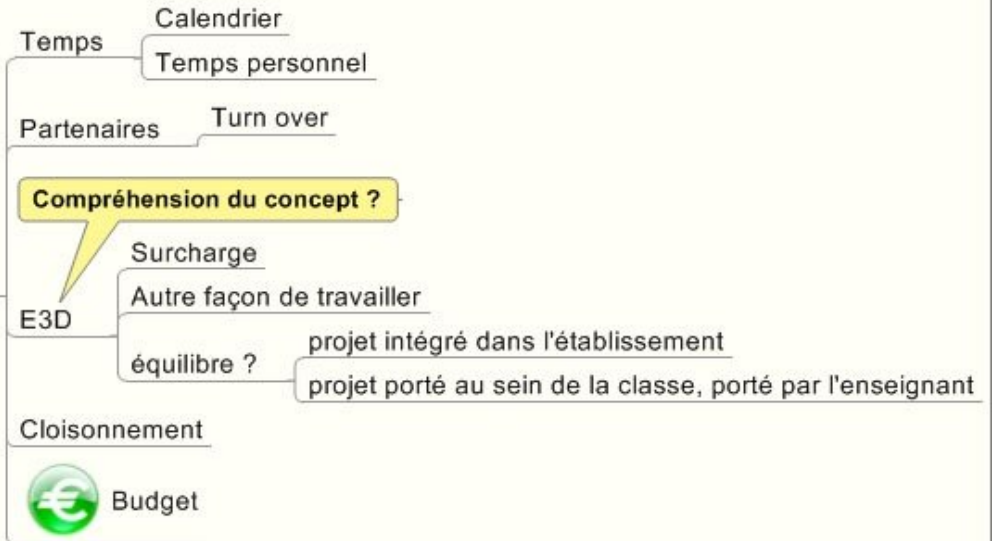 Temps
Calendrier
Temps personnel
Partenaires
Turn over
Compréhension du concept ?
E3D
Surcharge
Autre façon de travailler
équilibre ?
projet intégré dans l'établissement
projet porté au sein de la classe, porté par l'enseignant
Cloisonnement
€
Budget